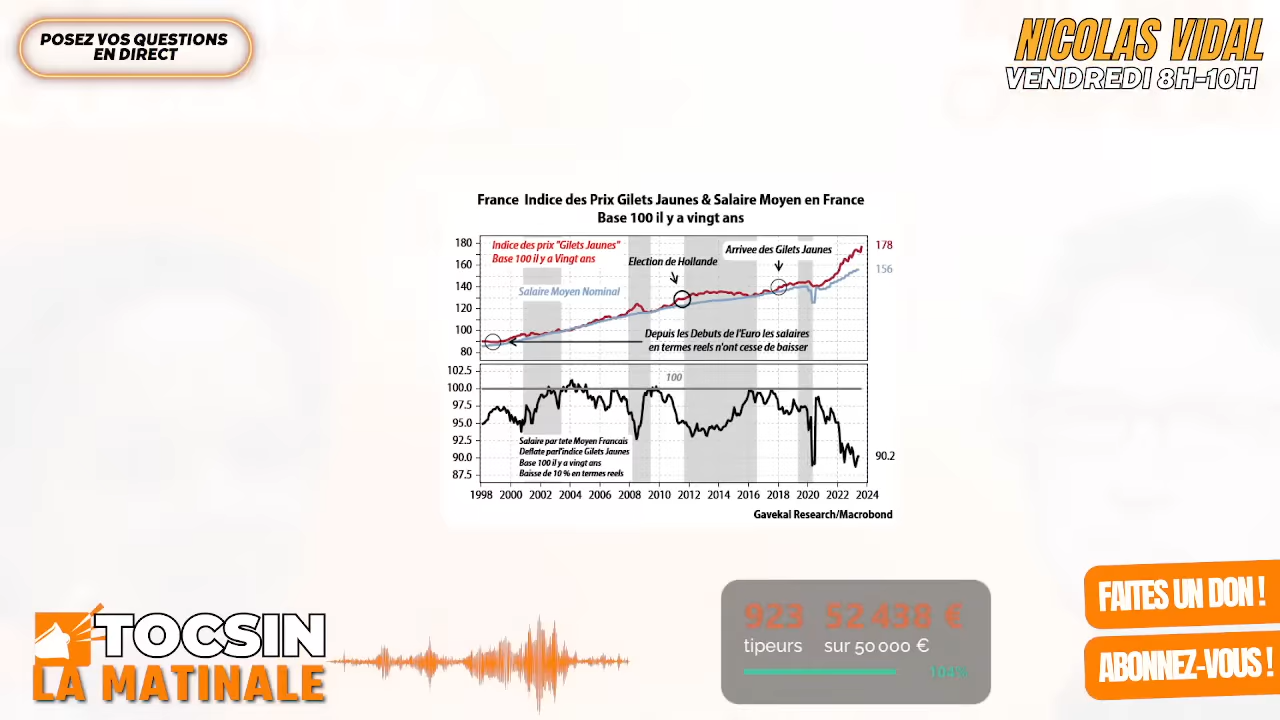 POSEZ VOS QUESTIONS
EN DIRECT
NICOLAS VIDAL
VENDREDI 8H-10H
France Indice des Prix Gilets Jaunes & Salaire Moyen en France
Base 100 il y a vingt ans
Indice des prix "Gilets Jaunes"
Base 100 il y a Vingt ans
Election de Hollande
Arrivee des Gilets Jaunes
Salaire Moyen Nominal
Depuis les Debuts de l'Euro les salaires
en termes reels n'ont cesse de baisser
180
160
140
120
100
80
178
156
102.5
100.0
97.5
95.0
92.5
90.0
87.5
100
90.2
Salaire par tete Moyen Francais
Deflate parl'indice Gilets Jaunes
Base 100 il y a vingt ans
Baisse de 10 % en termes reels
1998 2000 2002 2004 2006 2008 2010 2012 2014 2016 2018 2020 2022 2024
Gavekal Research/Macrobond
TOCSIN
LA MATINALE
923 52 438 €
tipeurs sur 50 000 €
104%
FAITES UN DON !
ABONNEZ-VOUS !